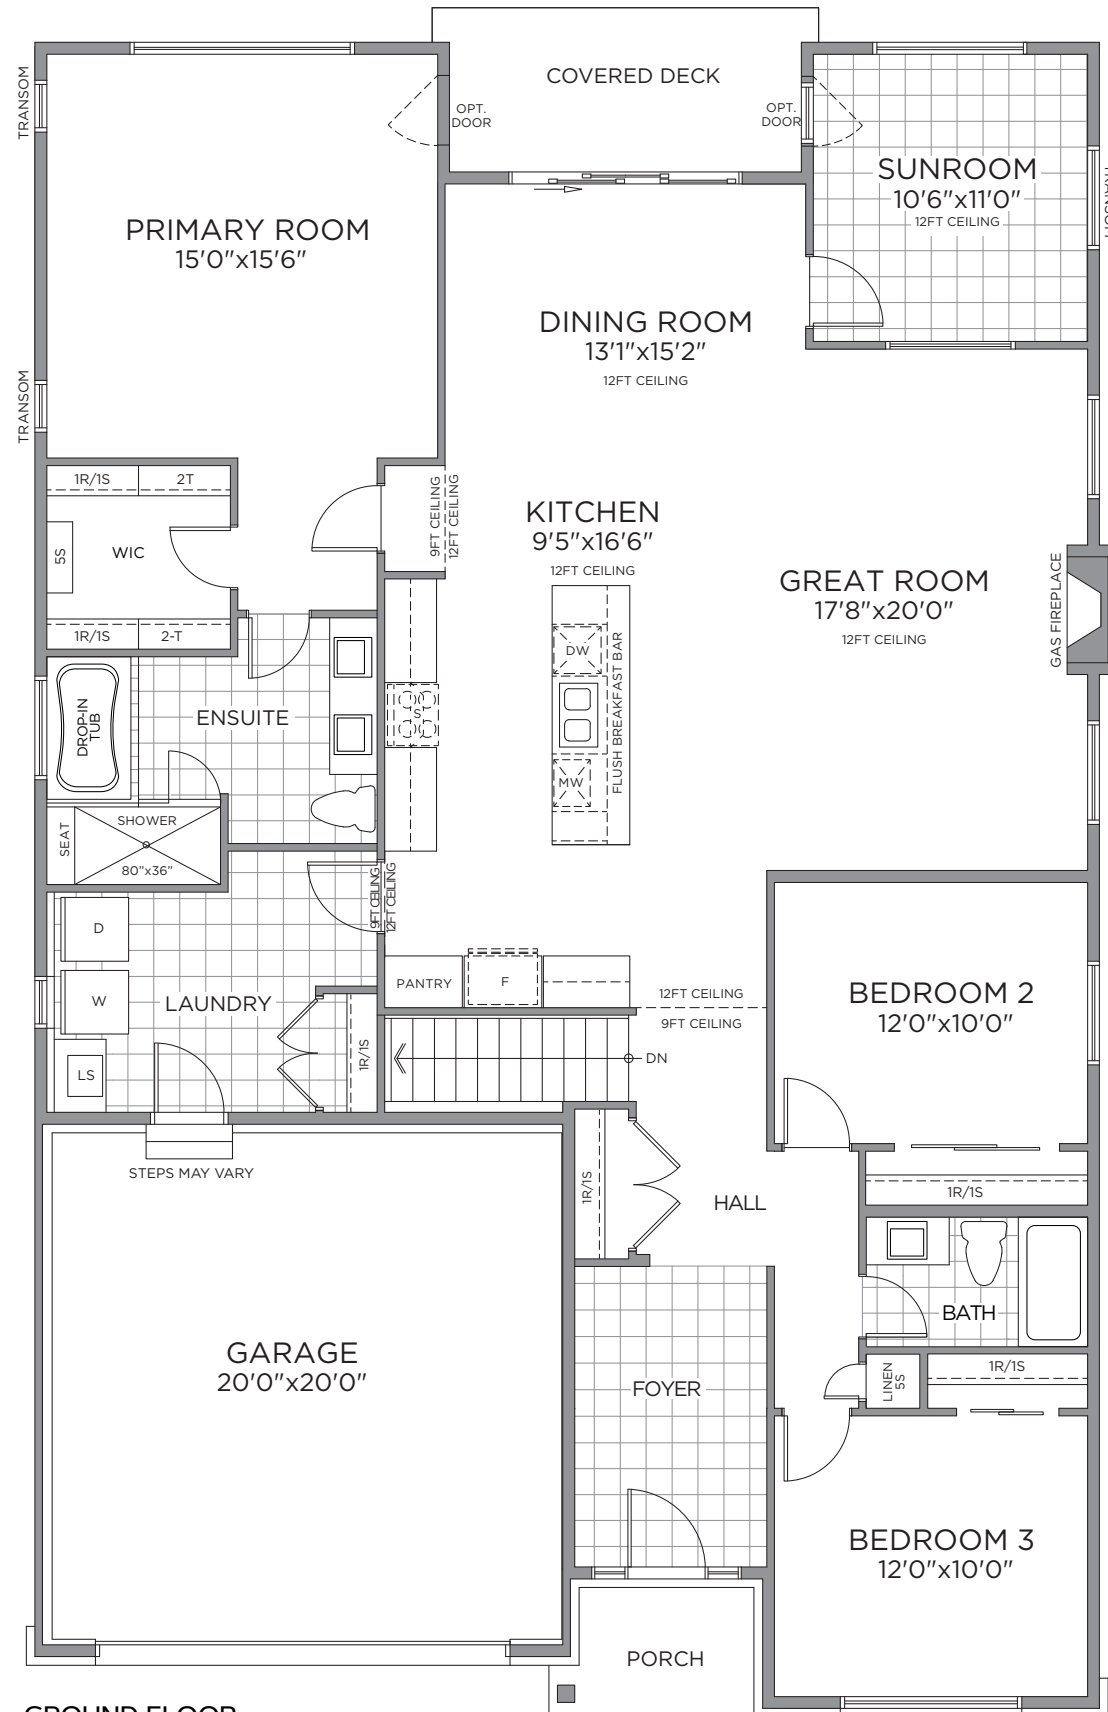 COVERED DECK
TRANSOM
OPT.
DOOR
OPT.
DOOR
SUNROOM
10'6"x11'0"
12FT CEILING
PRIMARY ROOM
15'0"x15'6"
DINING ROOM
13'1"x15'2"
12FT CEILING
TRANSOM
1R/1S
2T
5S
WIC
1R/1S
2-T
9FT CEILING
12FT CEILING
KITCHEN
9'5"x16'6"
12FT CEILING
GREAT ROOM
17'8"x20'0"
12FT CEILING
GAS FIREPLACE
DW
FLUSH BREAKFAST BAR
MW
S
DROP-IN
TUB
ENSUITE
SEAT
SHOWER
80"x36"
9FT CEILING
12FT CEILING
D
W
LS
LAUNDRY
1R/1S
PANTRY
F
12FT CEILING
9FT CEILING
DN
BEDROOM 2
12'0"x10'0"
STEPS MAY VARY
1R/1S
HALL
1R/1S
BATH
GARAGE
20'0"x20'0"
FOYER
LINEN
5S
1R/1S
BEDROOM 3
12'0"x10'0"
PORCH
GROUND FLOOR